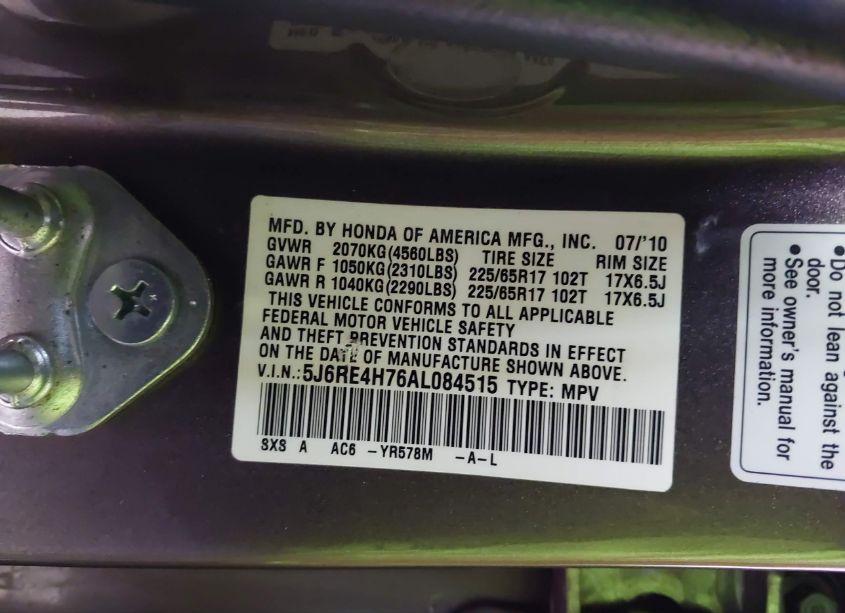 MFD. BY HONDA OF AMERICA MFG., INC. 07/'10
GVWR 2070KG(4560LBS) TIRE SIZE RIM SIZE
GAWR F 1050KG(2310LBS) 225/65R17 102T 17X6.5J
GAWR R 1040KG(2290LBS) 225/65R17 102T 17X6.5J
THIS VEHICLE CONFORMS TO ALL APPLICABLE
FEDERAL MOTOR VEHICLE SAFETY
AND THEFT PREVENTION STANDARDS IN EFFECT
ON THE DATE OF MANUFACTURE SHOWN ABOVE.
V.I.N.:5J6RE4H76AL084515 TYPE: MPV
SXS A AC6 -YR578M -A-L
• Do not lean against the
door.
• See owner's manual for
more information.